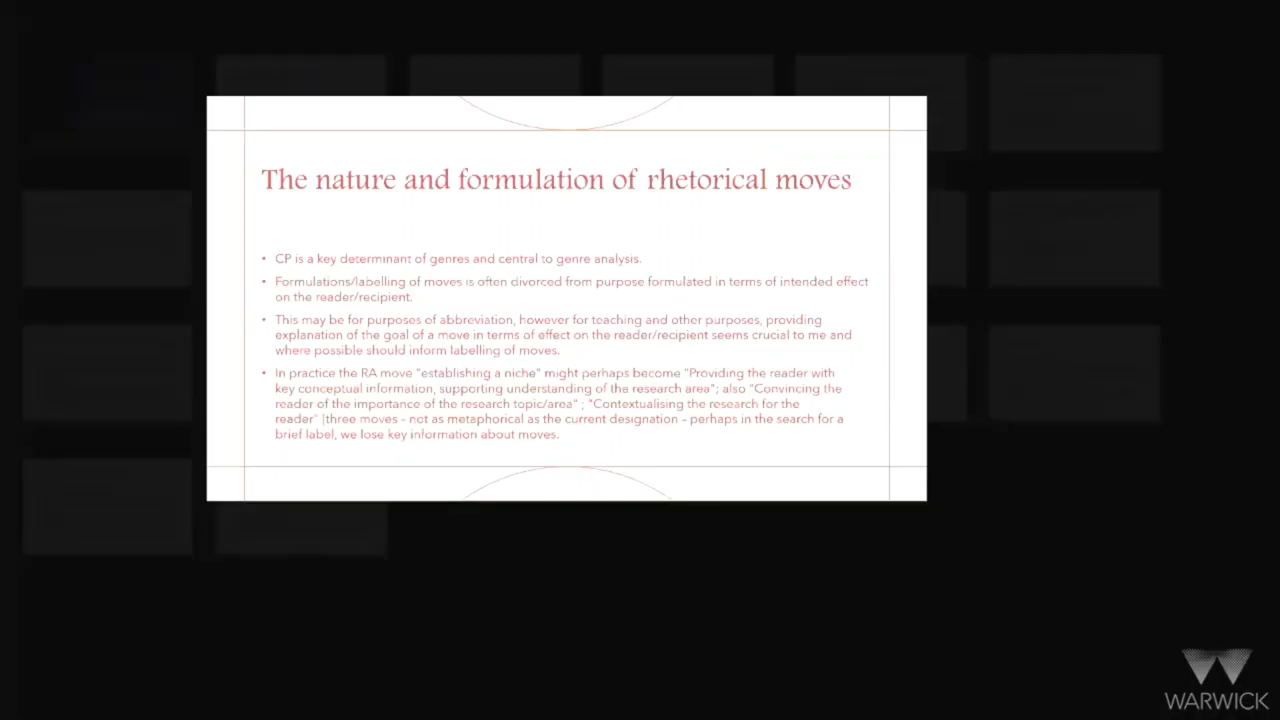 The nature and formulation of rhetorical moves
• CP is a key determinant of genres and central to genre analysis.
• Formulations/labelling of moves is often divorced from purpose formulated in terms of intended effect
on the reader/recipient.
• This may be for purposes of abbreviation, however for teaching and other purposes, providing
explanation of the goal of a move in terms of effect on the reader/recipient seems crucial to me and
where possible should inform labelling of moves.
• In practice the RA move "establishing a niche" might perhaps become "Providing the reader with
key conceptual information, supporting understanding of the research area"; also "Convincing the
reader of the importance of the research topic/area" ; "Contextualising the research for the
reader" |three moves - not as metaphorical as the current designation – perhaps in the search for a
brief label, we lose key information about moves.
WARWICK